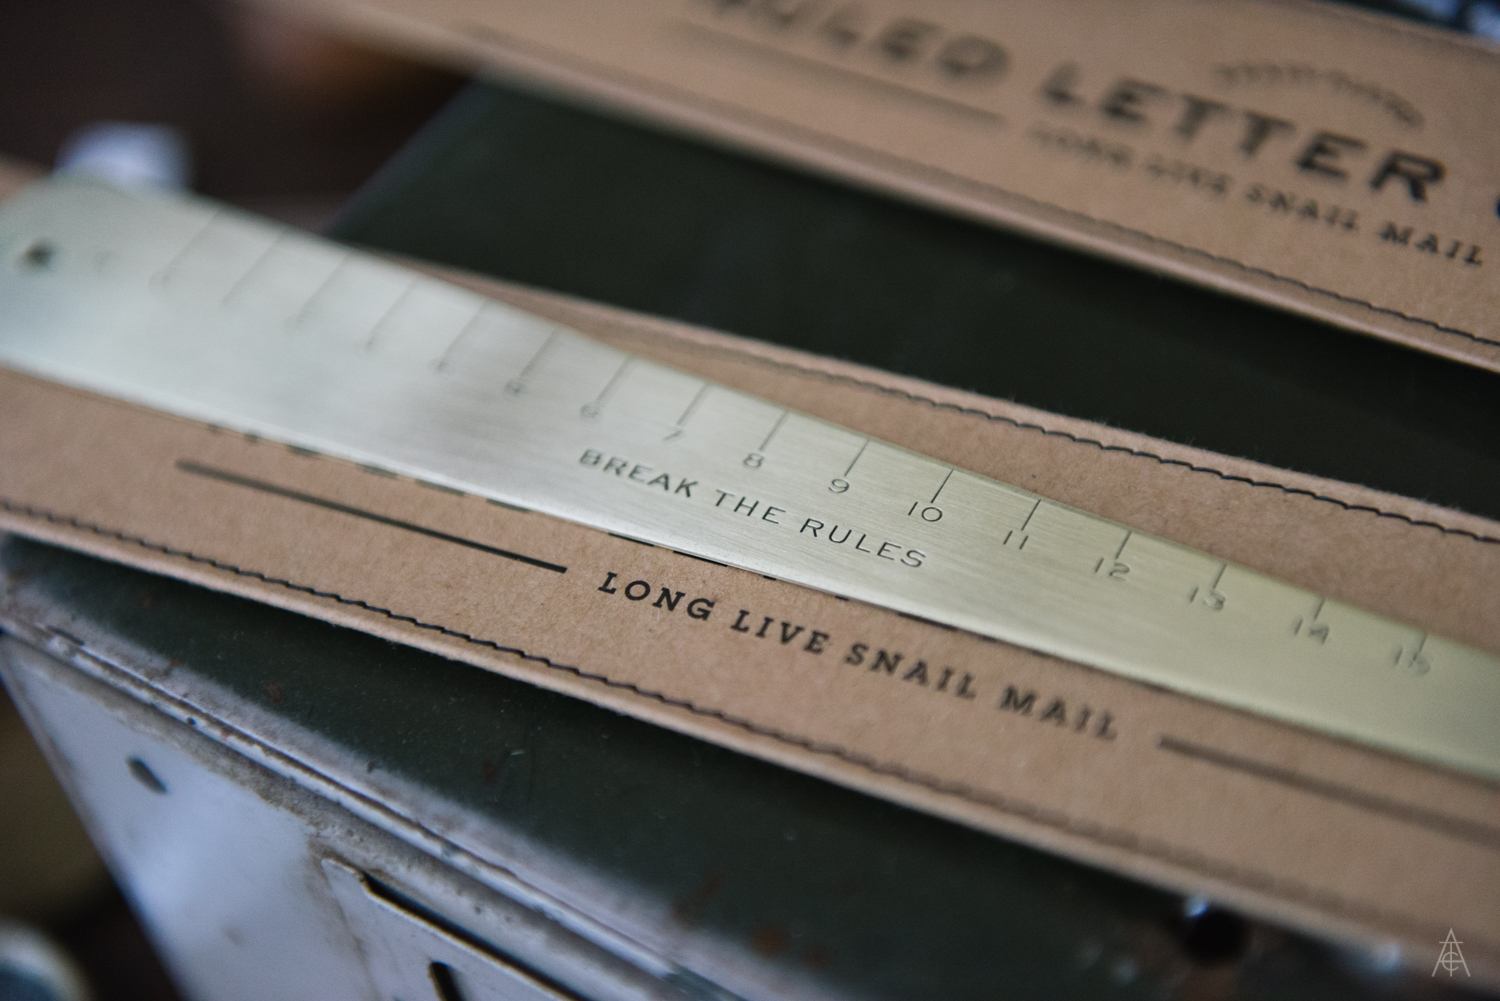 RULED LETTER
LONG LIVE SNAIL MAIL
6 7 8 9 10 11 12 13 14 15
BREAK THE RULES
LONG LIVE SNAIL MAIL